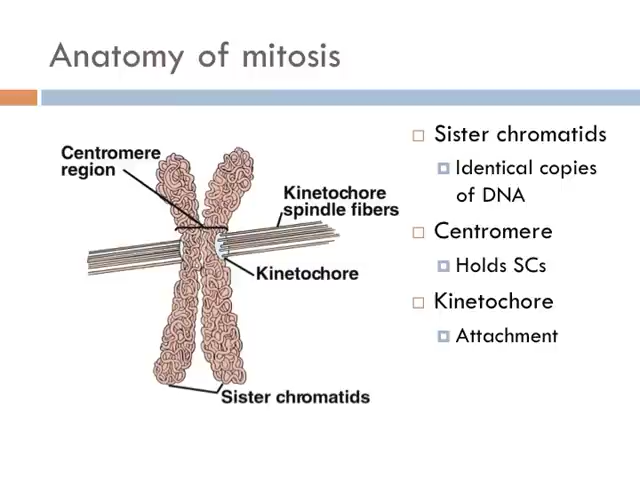 Anatomy of mitosis
Centromere
region
Kinetochore
spindle fibers
Kinetochore
Sister chromatids
Sister chromatids
Identical copies
of DNA
Centromere
Holds SCs
Kinetochore
Attachment